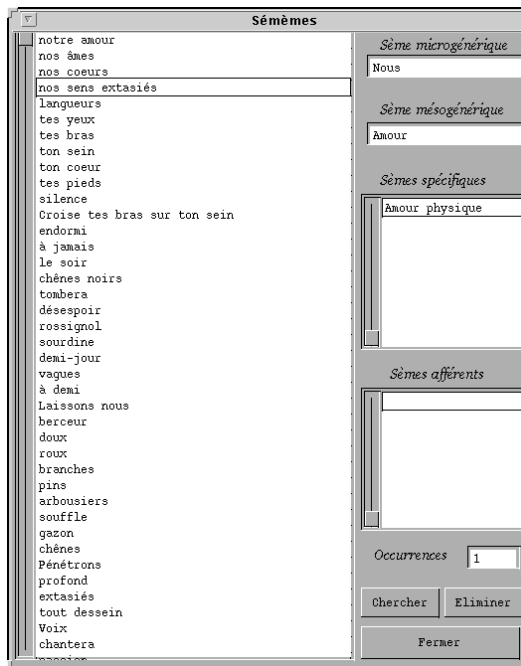 Sémèmes
notre amour
nos âmes
nos coeurs
nos sens extasiés
langueurs
tes yeux
tes bras
ton sein
ton coeur
tes pieds
silence
Croise tes bras sur ton sein
endormi
à jamais
le soir
chênes noirs
tombera
désespoir
rossignol
sourdine
demi-jour
vagues
à demi
Laissons nous
berceur
doux
roux
branches
pins
arbousiers
souffle
gazon
chênes
Pénétrons
profond
extasiés
tout dessein
Voix
chantera
Sème microgénérique
Nous
Sème mésogénérique
Amour
Sèmes spécifiques
Amour physique
Sèmes afférents
Occurrences 1
Chercher Eliminer
Fermer